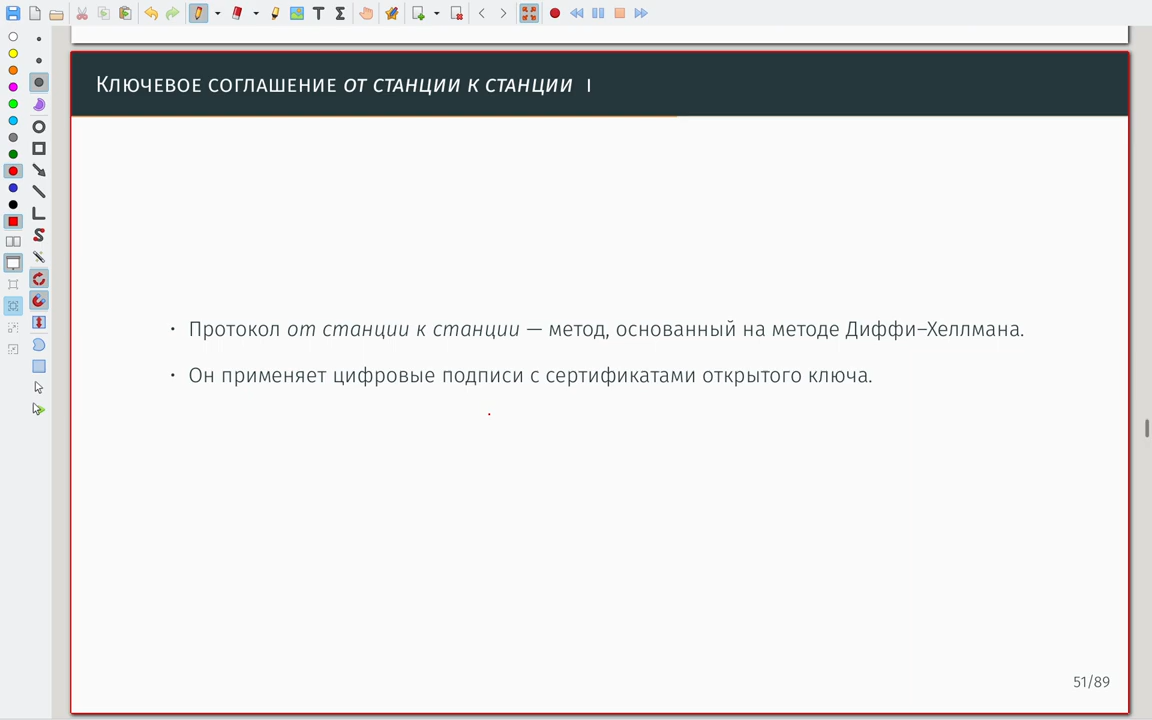 Ключевое соглашение от станции к станции I
• Протокол от станции к станции — метод, основанный на методе Диффи–Хеллмана.
• Он применяет цифровые подписи с сертификатами открытого ключа.
51/89